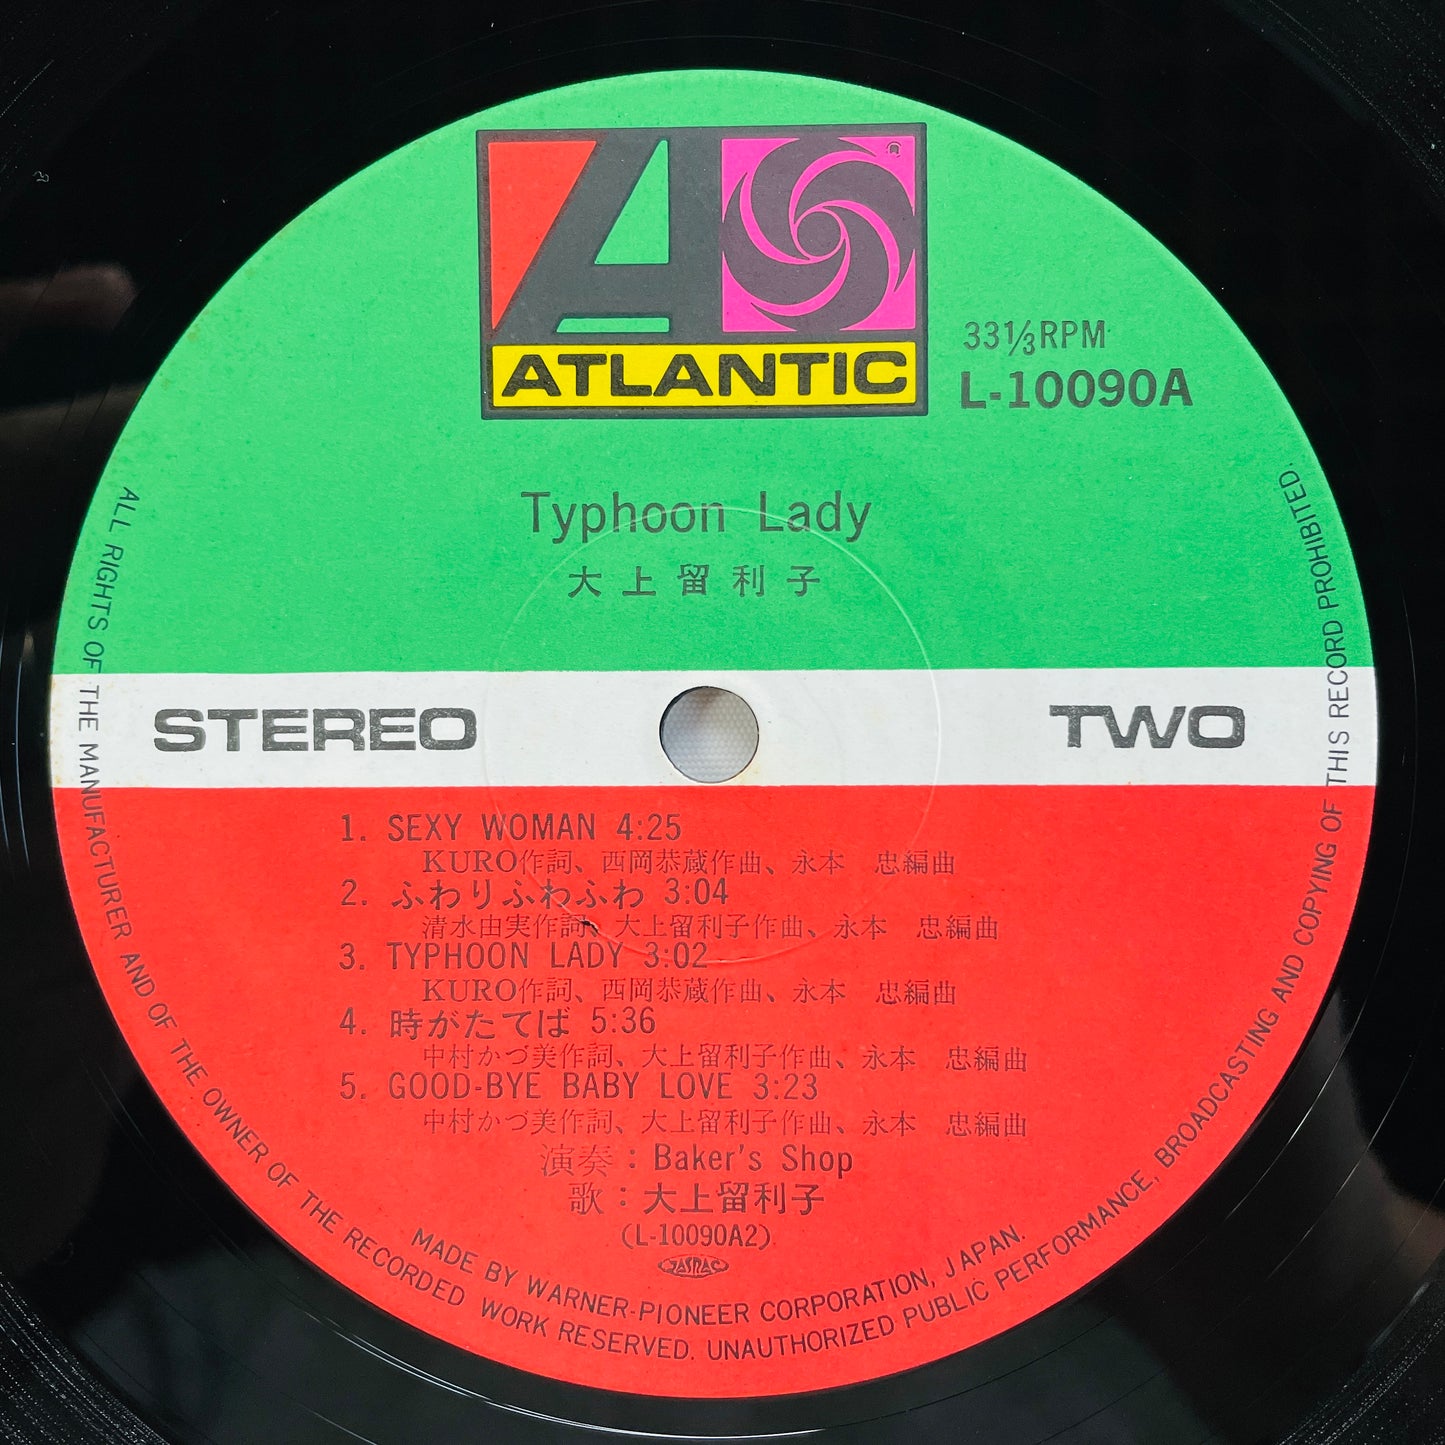 ATLANTIC
33⅓RPM
L-10090A
Typhoon Lady
大上留利子
STEREO
TWO
1. SEXY WOMAN 4:25
KURO作詞、西岡恭蔵作曲、永本 忠編曲
2. ふわりふわふわ 3:04
清水由実作詞、大上留利子作曲、永本 忠編曲
3. TYPHOON LADY 3:02
KURO作詞、西岡恭蔵作曲、永本 忠編曲
4. 時がたてば 5:36
中村かづ美作詞、大上留利子作曲、永本 忠編曲
5. GOOD-BYE BABY LOVE 3:23
中村かづ美作詞、大上留利子作曲、永本 忠編曲
演奏：Baker's Shop
歌：大上留利子
(L-10090A2)
JASRAC
MADE BY WARNER-PIONEER CORPORATION, JAPAN.
ALL RIGHTS OF THE MANUFACTURER AND OF THE OWNER OF THE RECORDED WORK RESERVED. UNAUTHORIZED PUBLIC PERFORMANCE, BROADCASTING AND COPYING OF THIS RECORD PROHIBITED.